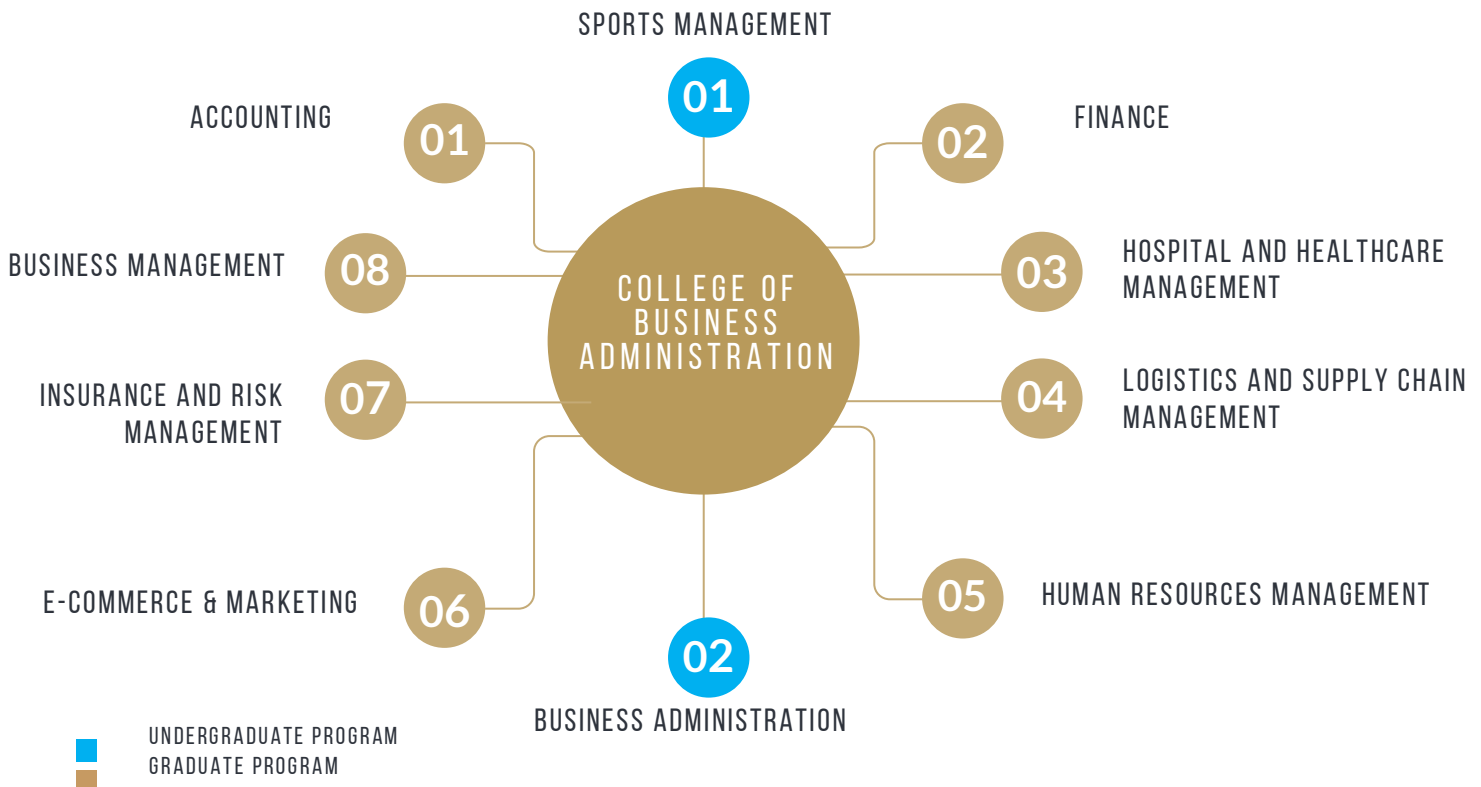 SPORTS MANAGEMENT
01
ACCOUNTING
01
02
FINANCE
BUSINESS MANAGEMENT
08
COLLEGE OF
BUSINESS
ADMINISTRATION
03
HOSPITAL AND HEALTHCARE
MANAGEMENT
INSURANCE AND RISK
MANAGEMENT
07
04
LOGISTICS AND SUPPLY CHAIN
MANAGEMENT
E-COMMERCE & MARKETING
06
05
HUMAN RESOURCES MANAGEMENT
02
BUSINESS ADMINISTRATION
UNDERGRADUATE PROGRAM
GRADUATE PROGRAM